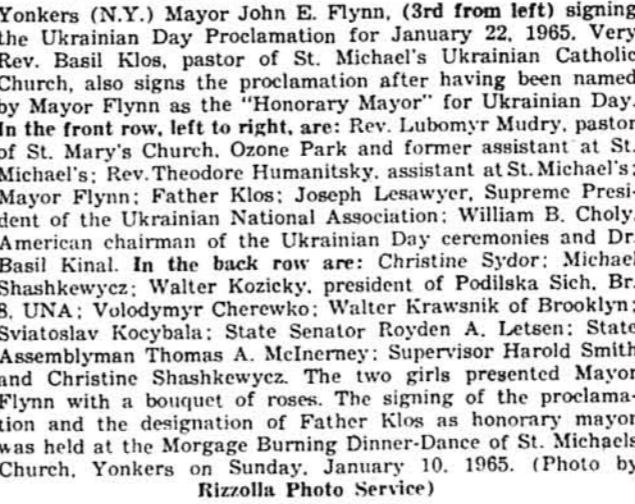 Yonkers (N.Y.) Mayor John E. Flynn, (3rd from left) signing
the Ukrainian Day Proclamation for January 22, 1965. Very
Rev. Basil Klos, pastor of St. Michael's Ukrainian Catholic
Church, also signs the proclamation after having been named
by Mayor Flynn as the "Honorary Mayor" for Ukrainian Day.
In the front row, left to right, are: Rev. Lubomyr Mudry, pastor
of St. Mary's Church, Ozone Park and former assistant at St.
Michael's; Rev. Theodore Humanitsky, assistant at St. Michael's;
Mayor Flynn; Father Klos; Joseph Lesawyer, Supreme Presi-
dent of the Ukrainian National Association; William B. Choly,
American chairman of the Ukrainian Day ceremonies and Dr.
Basil Kinal. In the back row are: Christine Sydor; Michael
Shashkewycz; Walter Kozicky, president of Podilska Sich, Br.
8, UNA; Volodymyr Cherewko; Walter Krawsnik of Brooklyn;
Sviatoslav Kocybala; State Senator Royden A. Letsen; State
Assemblyman Thomas A. McInerney; Supervisor Harold Smith
and Christine Shashkewycz. The two girls presented Mayor
Flynn with a bouquet of roses. The signing of the proclama-
tion and the designation of Father Klos as honorary mayor
was held at the Morgage Burning Dinner-Dance of St. Michaels
Church, Yonkers on Sunday, January 10, 1965. (Photo by
Rizzolla Photo Service)